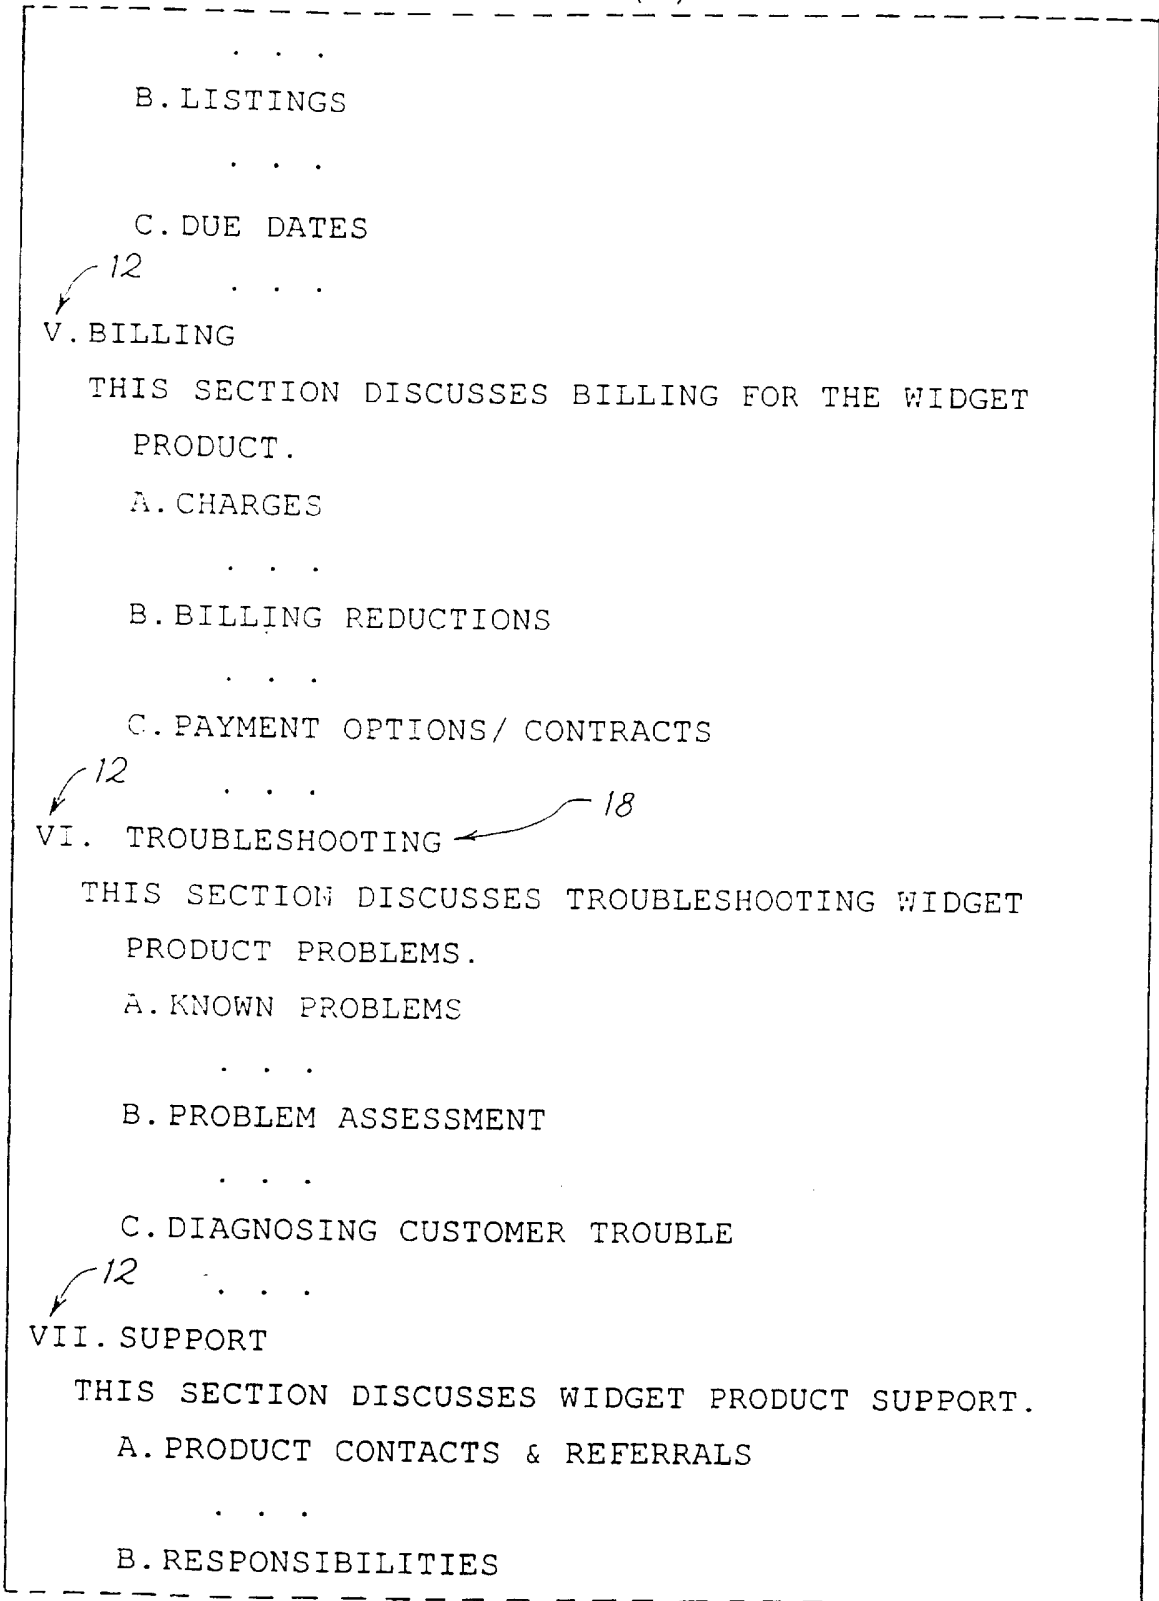 . . .
B. LISTINGS
. . .
C. DUE DATES
12
. . .
V. BILLING
THIS SECTION DISCUSSES BILLING FOR THE WIDGET
PRODUCT.
A. CHARGES
. . .
B. BILLING REDUCTIONS
. . .
C. PAYMENT OPTIONS/ CONTRACTS
12
. . .
18
VI. TROUBLESHOOTING
THIS SECTION DISCUSSES TROUBLESHOOTING WIDGET
PRODUCT PROBLEMS.
A. KNOWN PROBLEMS
. . .
B. PROBLEM ASSESSMENT
. . .
C. DIAGNOSING CUSTOMER TROUBLE
12
. . .
VII. SUPPORT
THIS SECTION DISCUSSES WIDGET PRODUCT SUPPORT.
A. PRODUCT CONTACTS & REFERRALS
. . .
B. RESPONSIBILITIES